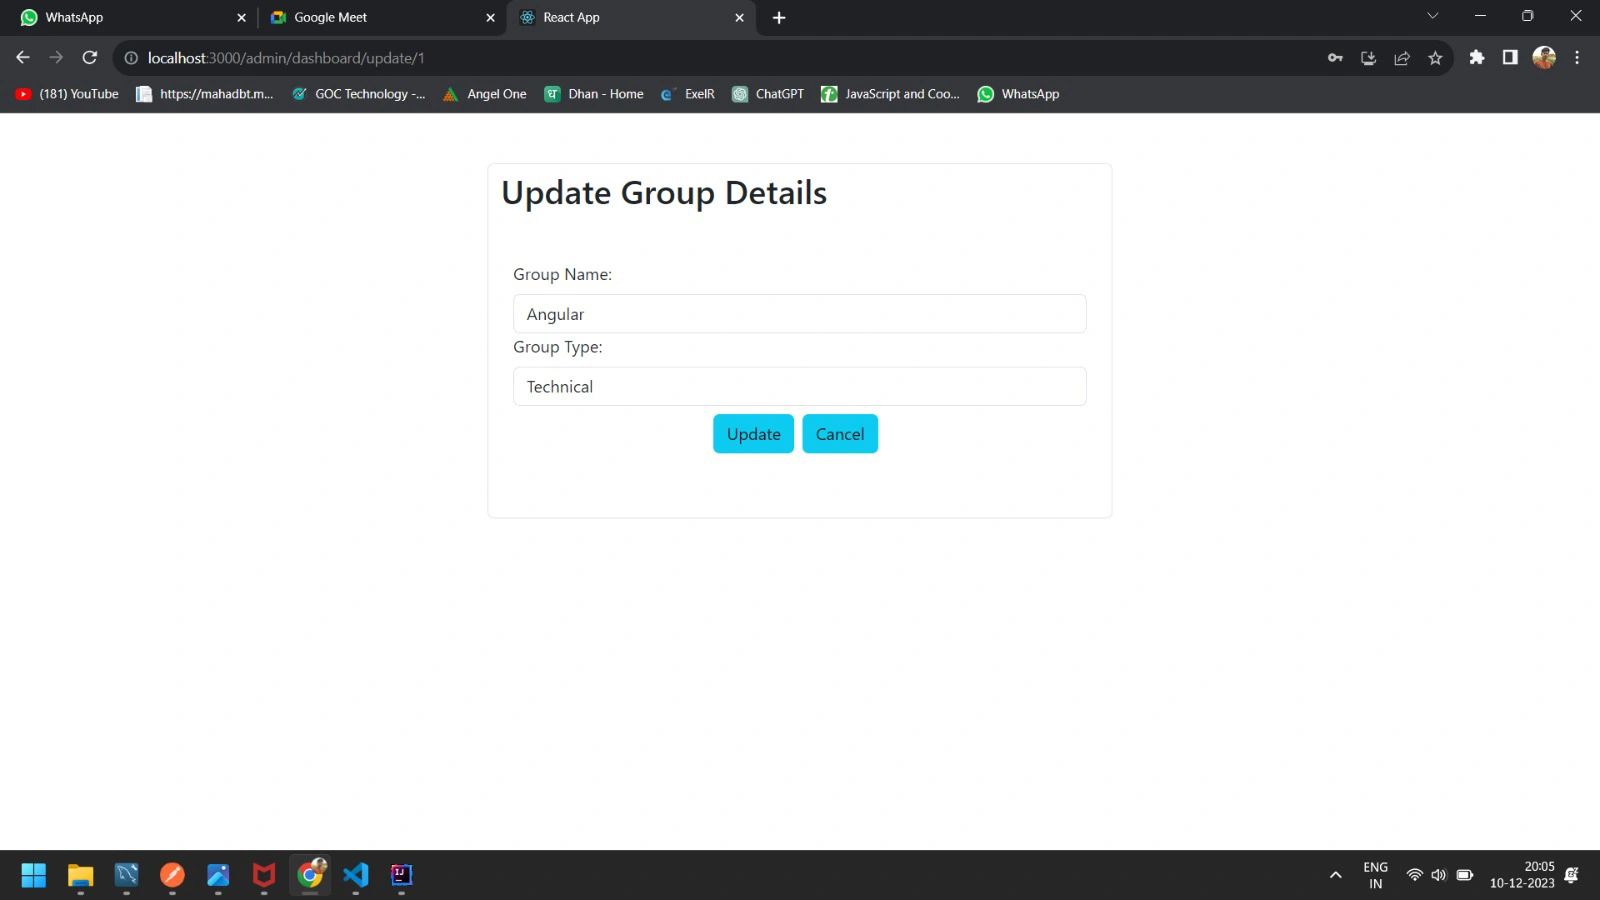 WhatsApp
Google Meet
React App
localhost:3000/admin/dashboard/update/1
(181) YouTube
https://mahadbt.m...
GOC Technology -...
Angel One
Dhan - Home
ExelR
ChatGPT
JavaScript and Coo...
WhatsApp
Update Group Details
Group Name:
Angular
Group Type:
Technical
Update
Cancel
ENG
IN
20:05
10-12-2023